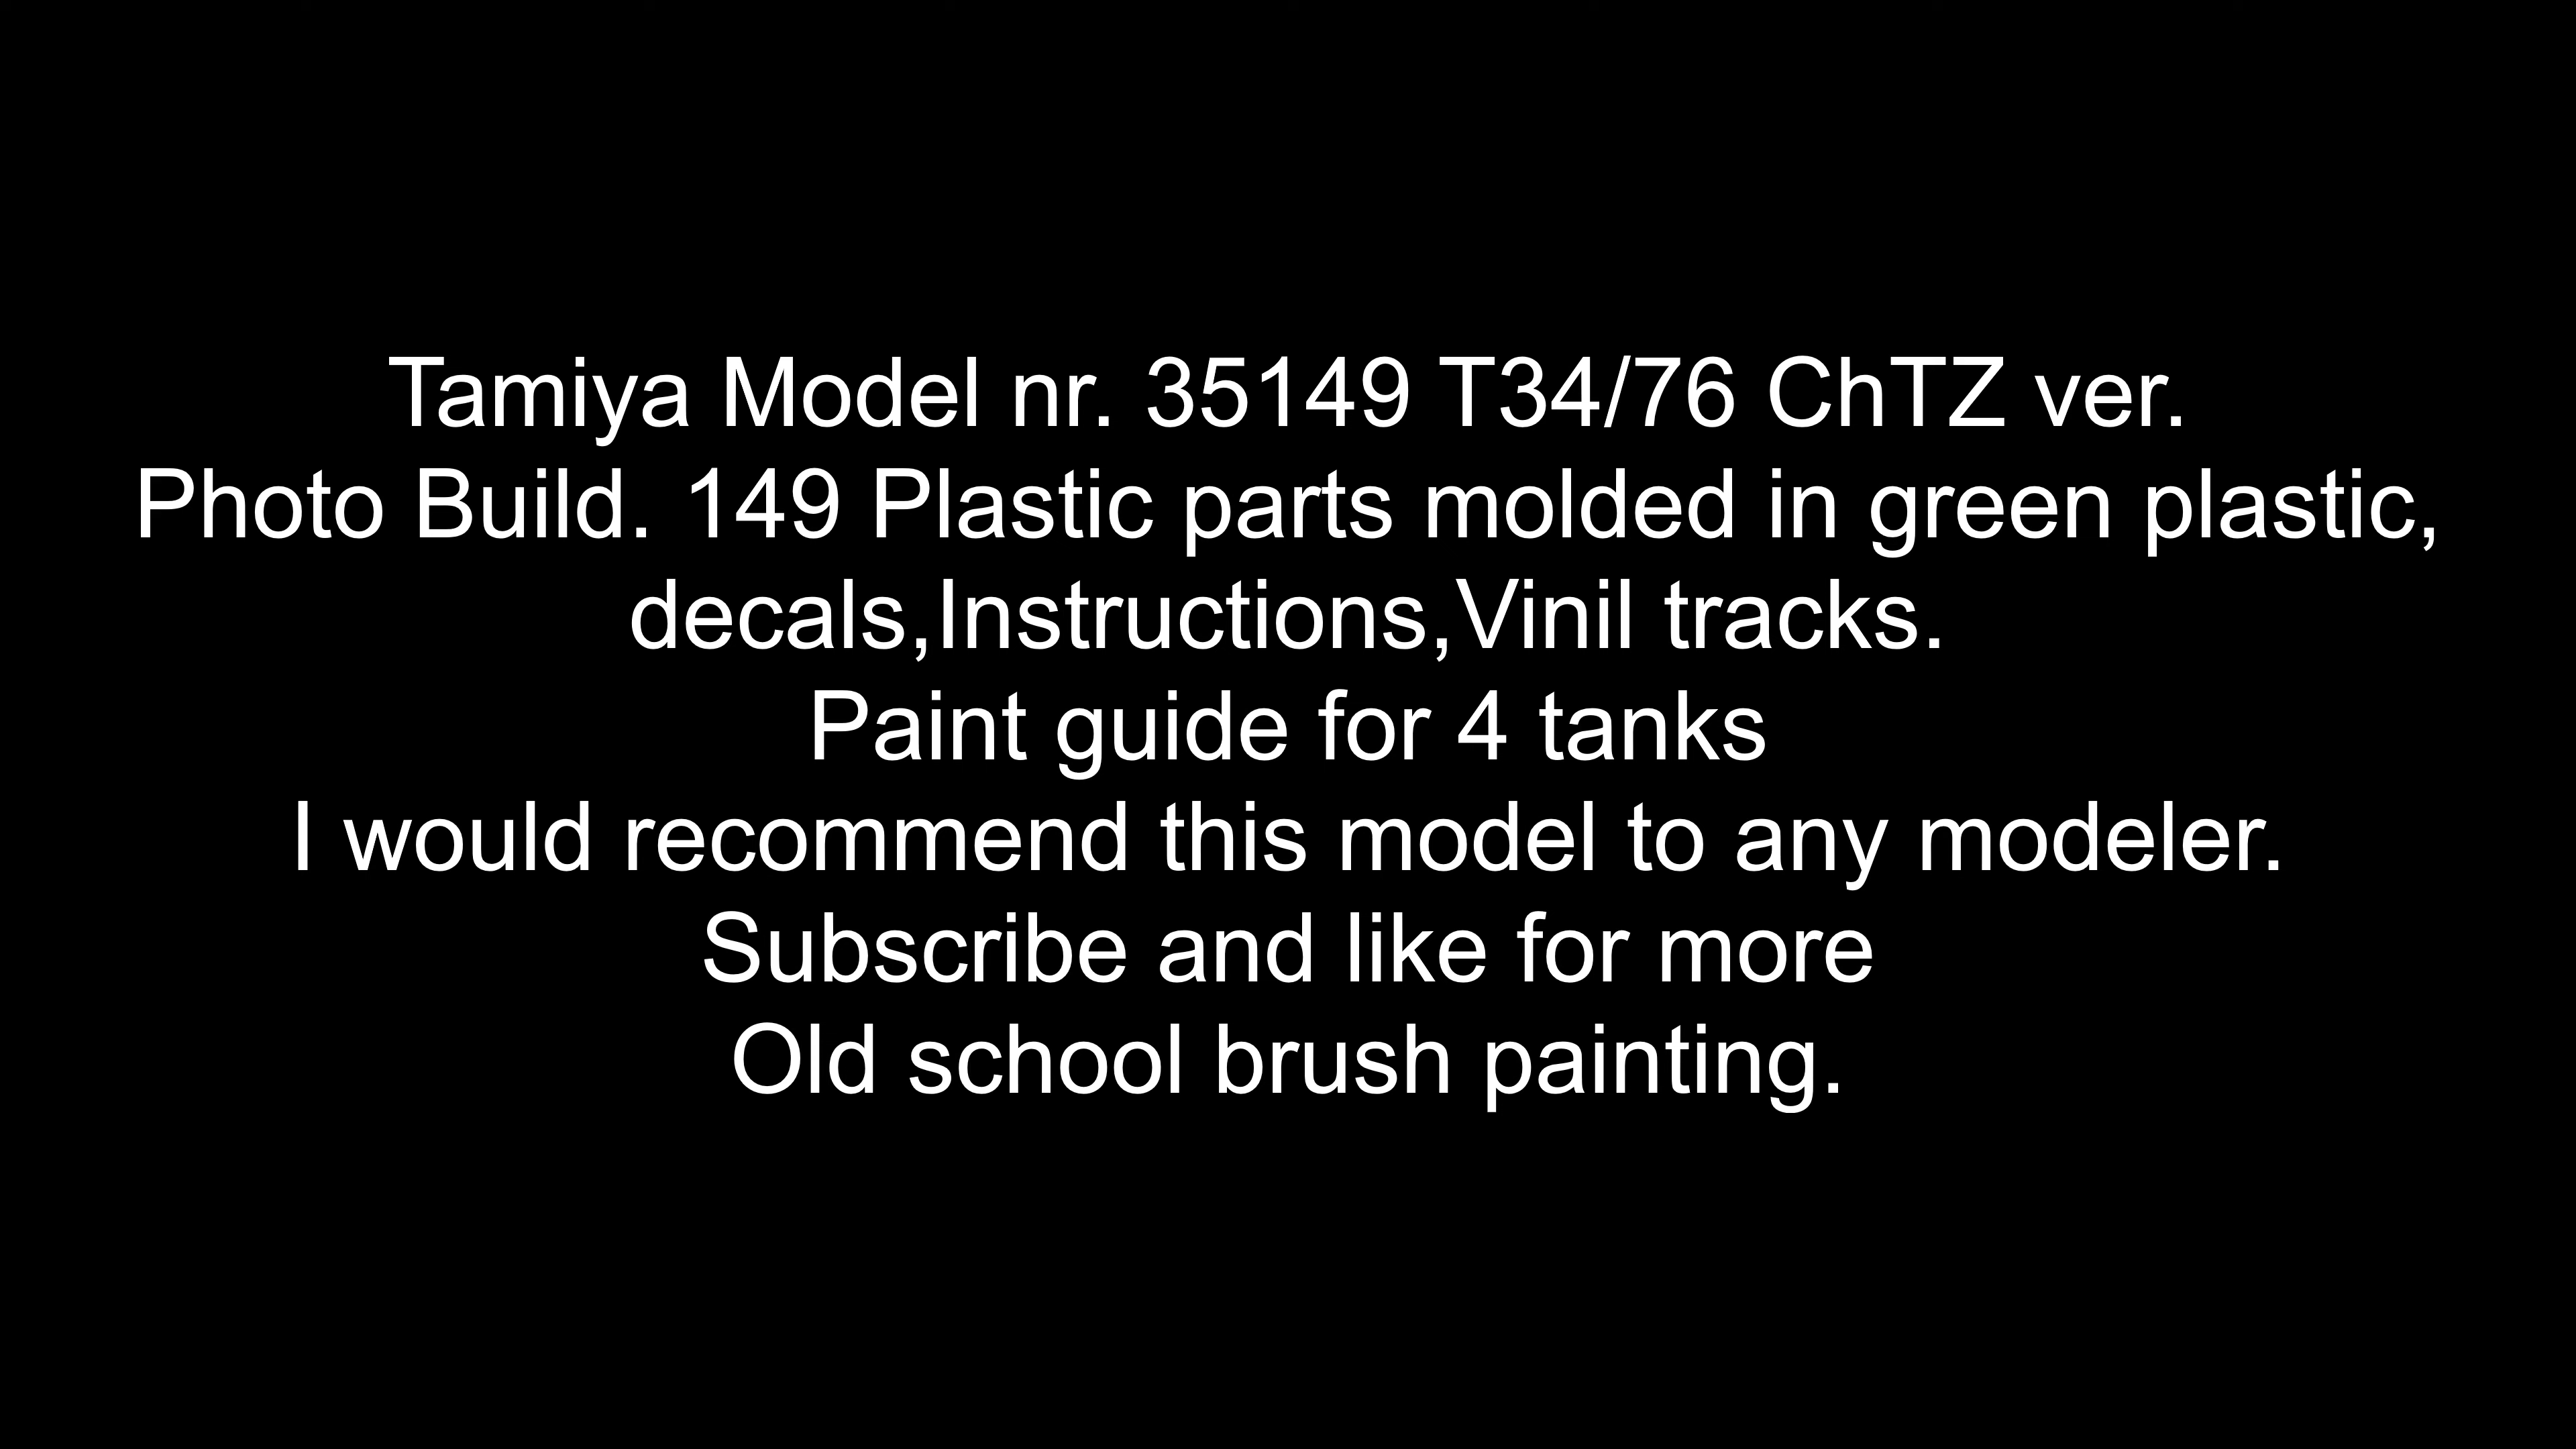 Tamiya Model nr. 35149 T34/76 ChTZ ver.
Photo Build. 149 Plastic parts molded in green plastic,
decals,Instructions,Vinil tracks.
Paint guide for 4 tanks
I would recommend this model to any modeler.
Subscribe and like for more
Old school brush painting.